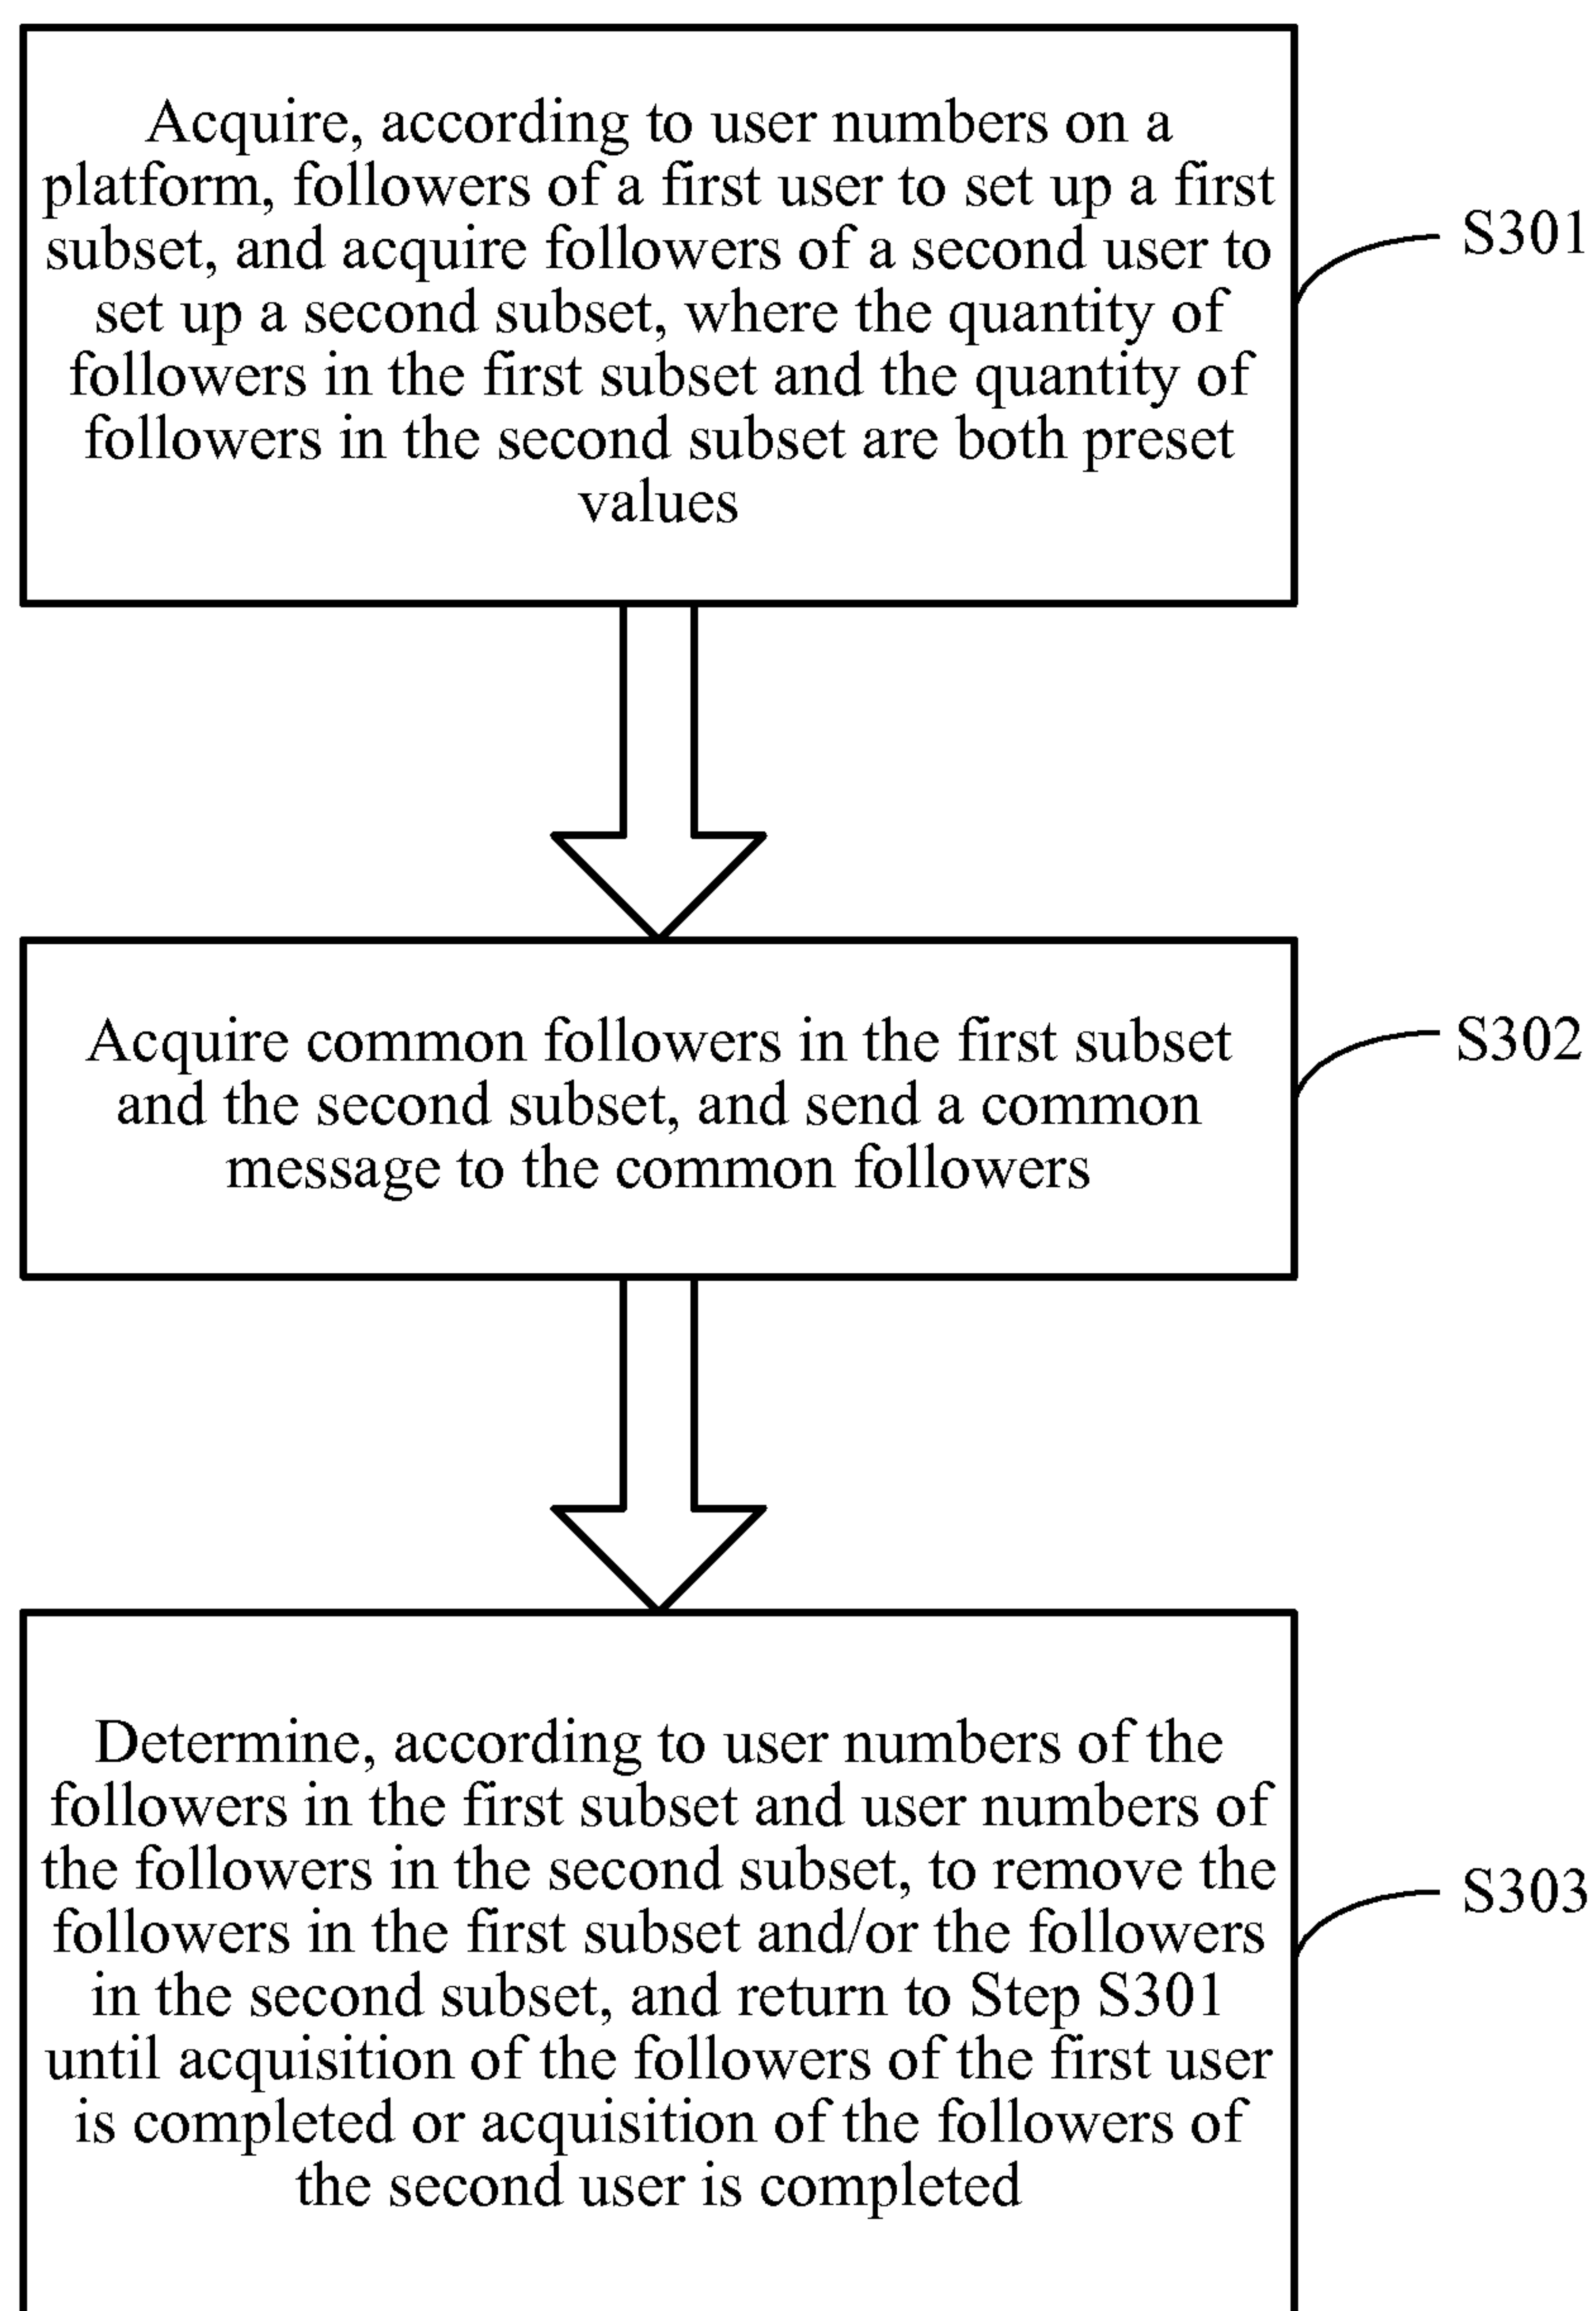 Acquire, according to user numbers on a
platform, followers of a first user to set up a first
subset, and acquire followers of a second user to
set up a second subset, where the quantity of
followers in the first subset and the quantity of
followers in the second subset are both preset
values
S301
Acquire common followers in the first subset
and the second subset, and send a common
message to the common followers
S302
Determine, according to user numbers of the
followers in the first subset and user numbers of
the followers in the second subset, to remove the
followers in the first subset and/or the followers
in the second subset, and return to Step S301
until acquisition of the followers of the first user
is completed or acquisition of the followers of
the second user is completed
S303